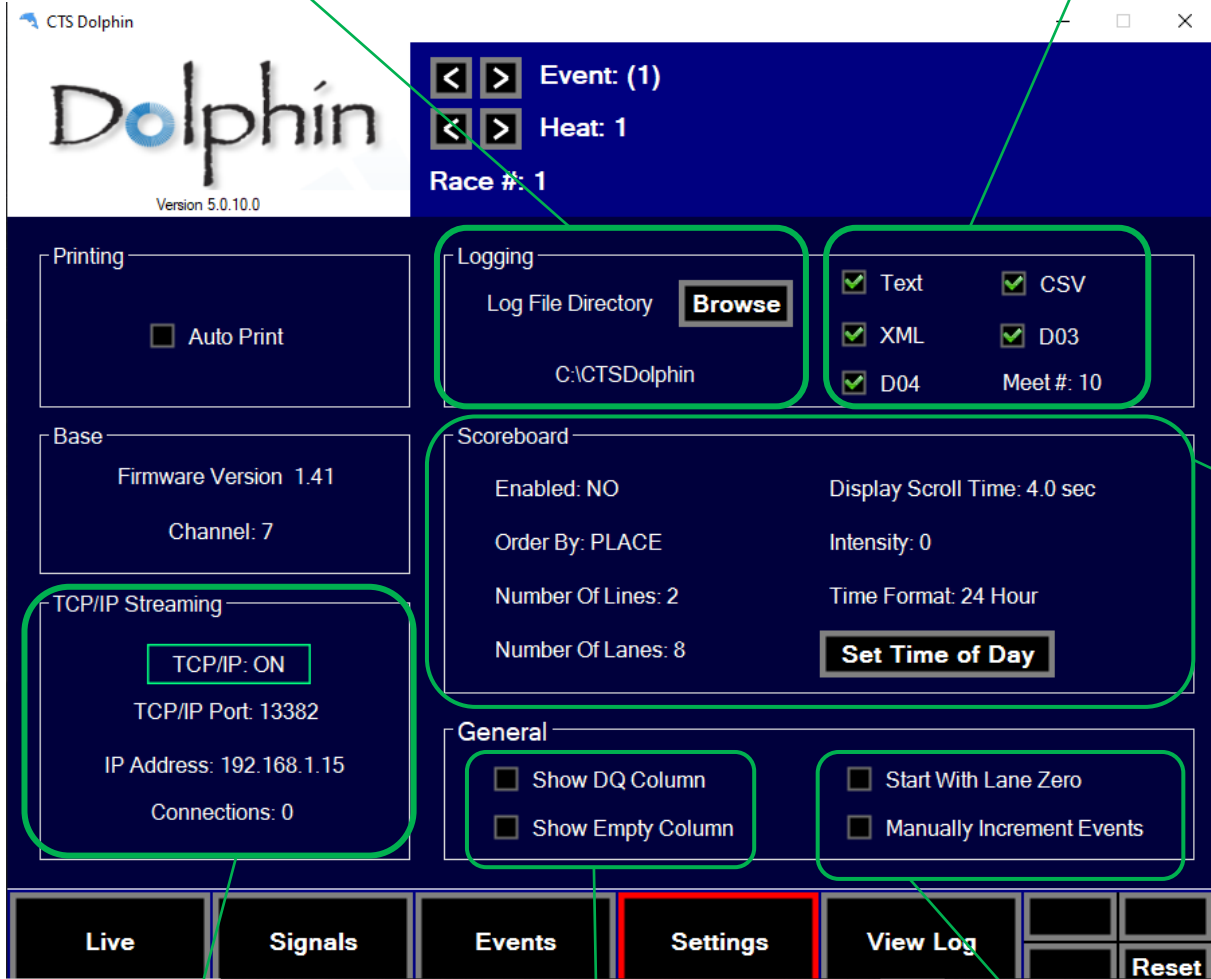 CTS Dolphin
Dolphin
Version 5.0.10.0
< > Event: (1)
< > Heat: 1
Race #: 1
Printing
Auto Print
Logging
Log File Directory Browse
C:\CTSDolphin
Text CSV
XML D03
D04 Meet #: 10
Base
Firmware Version 1.41
Channel: 7
Scoreboard
Enabled: NO Display Scroll Time: 4.0 sec
Order By: PLACE Intensity: 0
Number Of Lines: 2 Time Format: 24 Hour
Number Of Lanes: 8 Set Time of Day
TCP/IP Streaming
TCP/IP: ON
TCP/IP Port: 13382
IP Address: 192.168.1.15
Connections: 0
General
Show DQ Column Start With Lane Zero
Show Empty Column Manually Increment Events
Live Signals Events Settings View Log
Reset